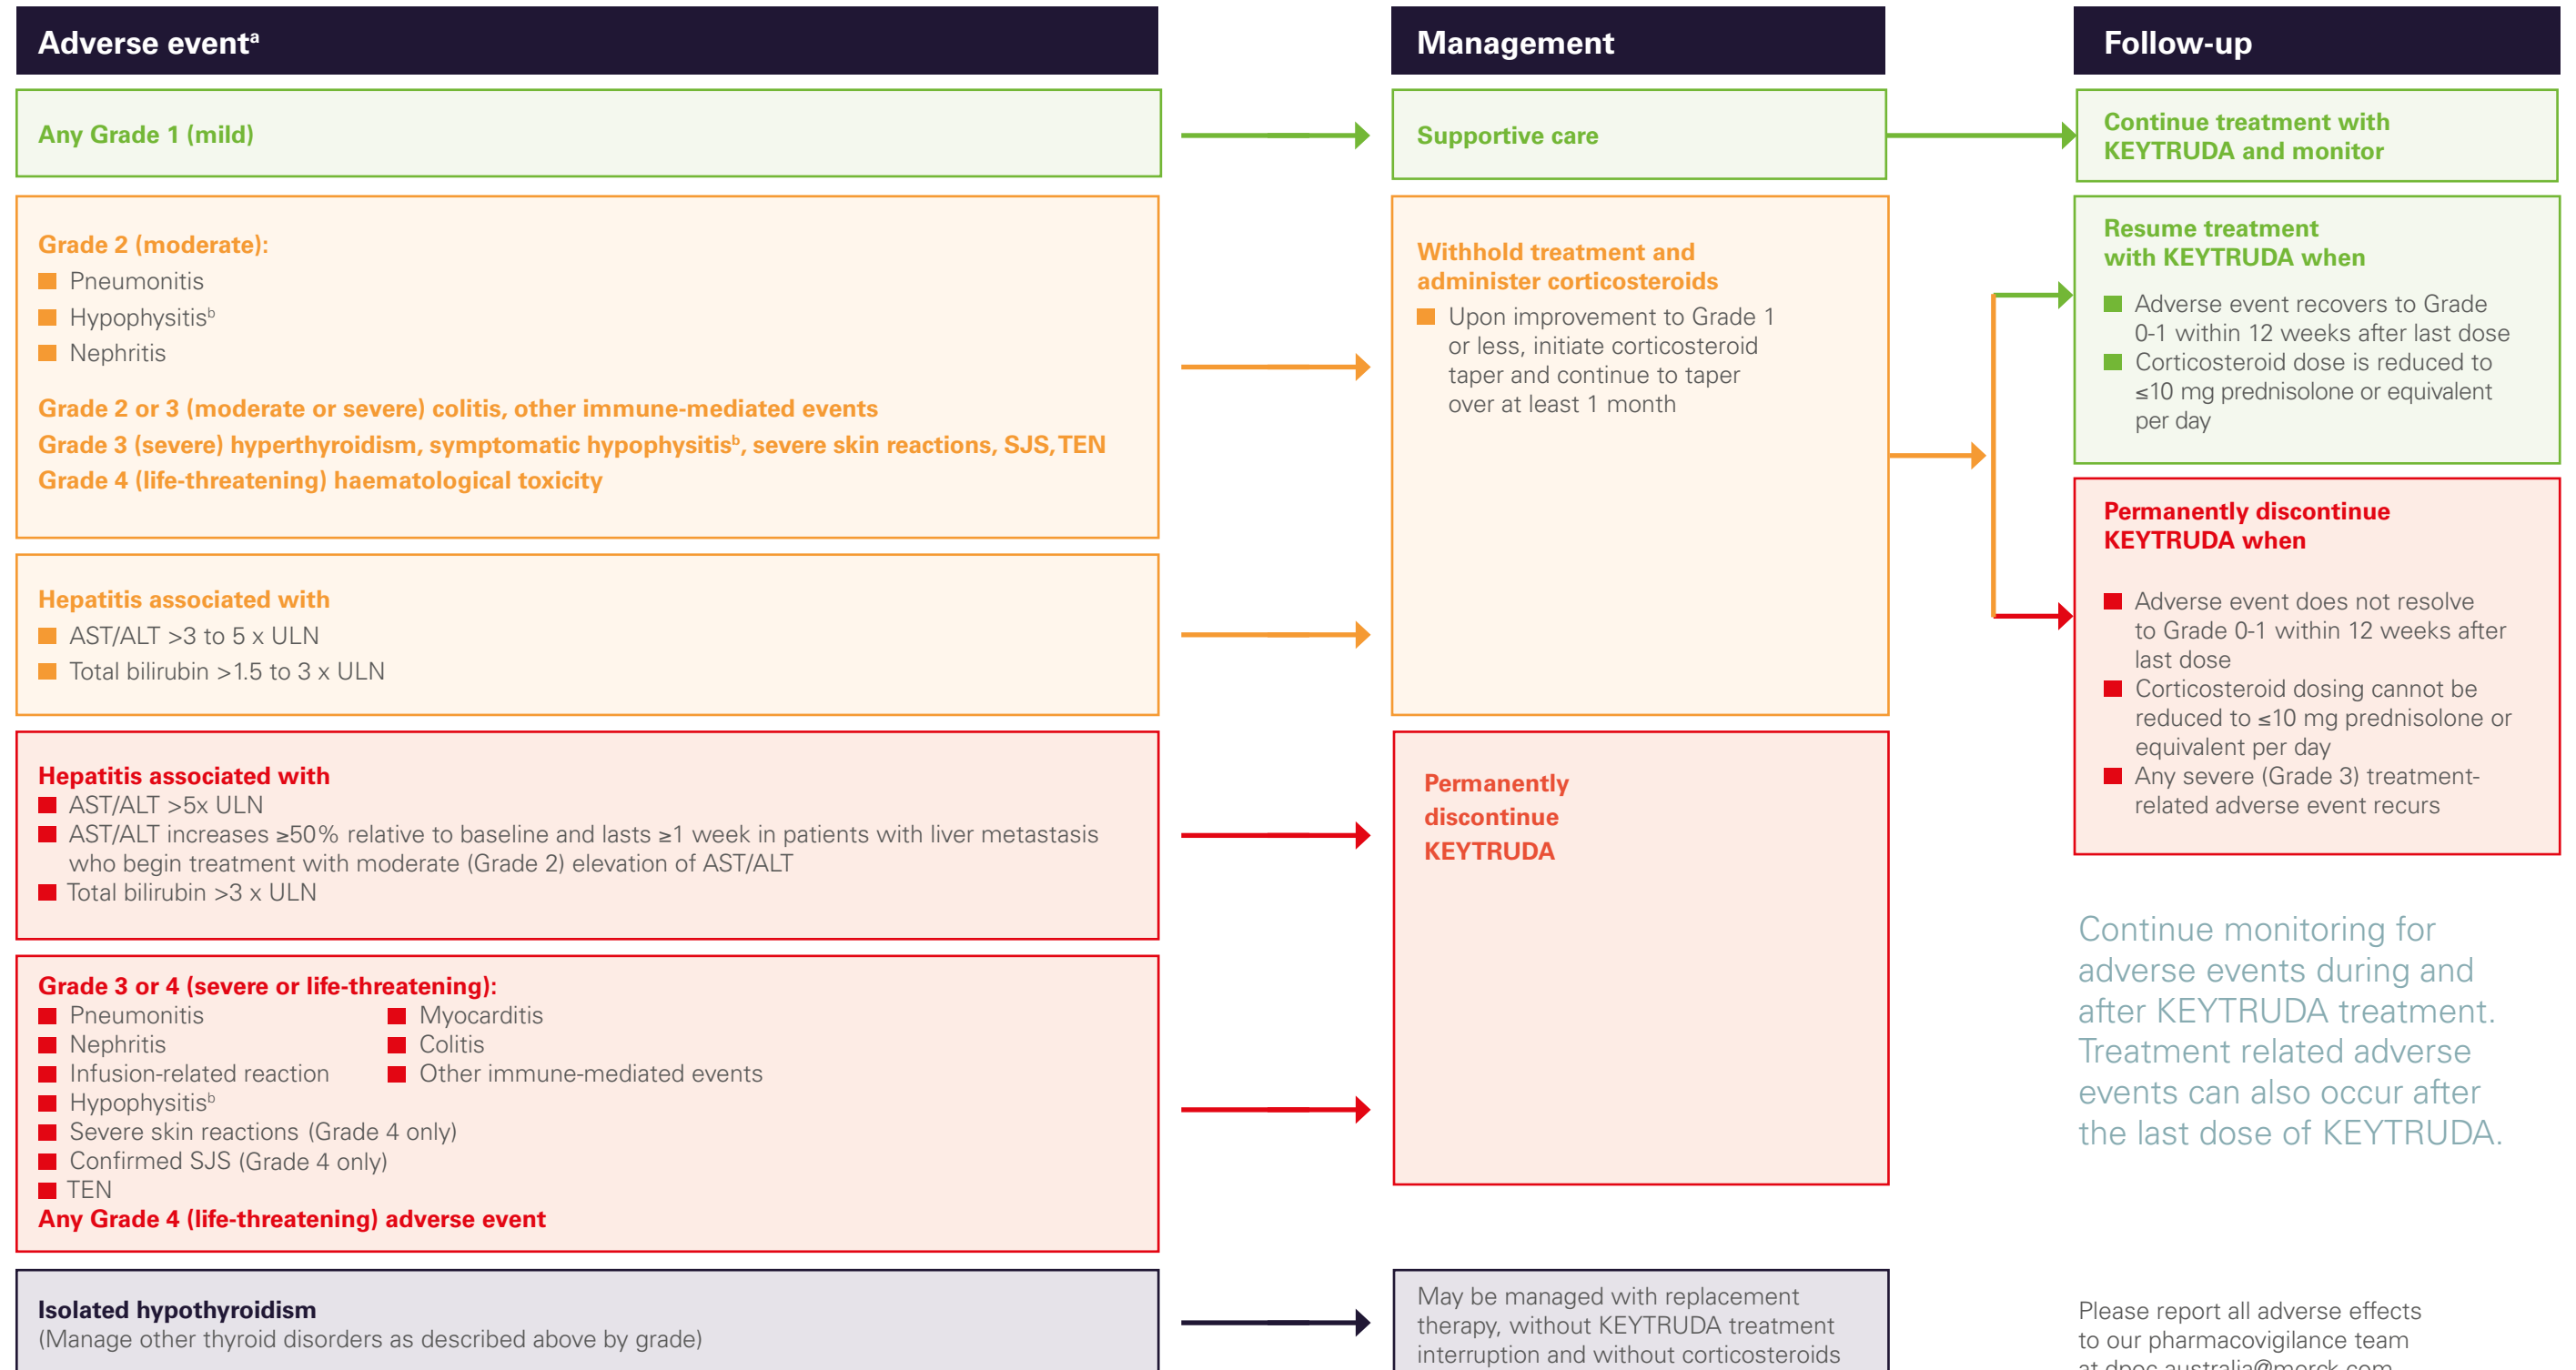 Adverse eventᵃ
Management
Follow-up
Any Grade 1 (mild)
Supportive care
Continue treatment with
KEYTRUDA and monitor
Grade 2 (moderate):
Pneumonitis
Hypophysitisᵇ
Nephritis
Grade 2 or 3 (moderate or severe) colitis, other immune-mediated events
Grade 3 (severe) hyperthyroidism, symptomatic hypophysitisᵇ, severe skin reactions, SJS, TEN
Grade 4 (life-threatening) haematological toxicity
Hepatitis associated with
AST/ALT >3 to 5 x ULN
Total bilirubin >1.5 to 3 x ULN
Withhold treatment and
administer corticosteroids
Upon improvement to Grade 1
or less, initiate corticosteroid
taper and continue to taper
over at least 1 month
Resume treatment
with KEYTRUDA when
Adverse event recovers to Grade
0-1 within 12 weeks after last dose
Corticosteroid dose is reduced to
≤10 mg prednisolone or equivalent
per day
Permanently discontinue
KEYTRUDA when
Adverse event does not resolve
to Grade 0-1 within 12 weeks after
last dose
Corticosteroid dosing cannot be
reduced to ≤10 mg prednisolone or
equivalent per day
Any severe (Grade 3) treatment-
related adverse event recurs
Hepatitis associated with
AST/ALT >5x ULN
AST/ALT increases ≥50% relative to baseline and lasts ≥1 week in patients with liver metastasis
who begin treatment with moderate (Grade 2) elevation of AST/ALT
Total bilirubin >3 x ULN
Grade 3 or 4 (severe or life-threatening):
Pneumonitis
Nephritis
Infusion-related reaction
Hypophysitisᵇ
Severe skin reactions (Grade 4 only)
Confirmed SJS (Grade 4 only)
TEN
Myocarditis
Colitis
Other immune-mediated events
Any Grade 4 (life-threatening) adverse event
Permanently
discontinue
KEYTRUDA
Continue monitoring for
adverse events during and
after KEYTRUDA treatment.
Treatment related adverse
events can also occur after
the last dose of KEYTRUDA.
Isolated hypothyroidism
(Manage other thyroid disorders as described above by grade)
May be managed with replacement
therapy, without KEYTRUDA treatment
interruption and without corticosteroids
Please report all adverse effects
to our pharmacovigilance team
at dpoc.australia@merck.com